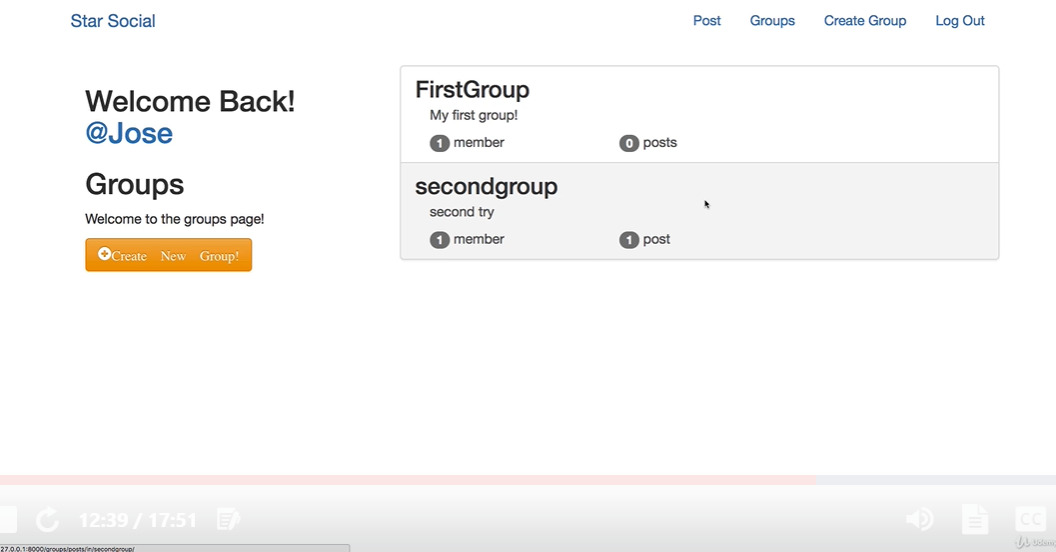 Star Social
Post Groups Create Group Log Out
Welcome Back!
@Jose
Groups
Welcome to the groups page!
Create New Group!
FirstGroup
My first group!
1 member 0 posts
secondgroup
second try
1 member 1 post
12:39 / 17:51
CC
27.0.0.1:8000/groups/posts/in/secondgroup/